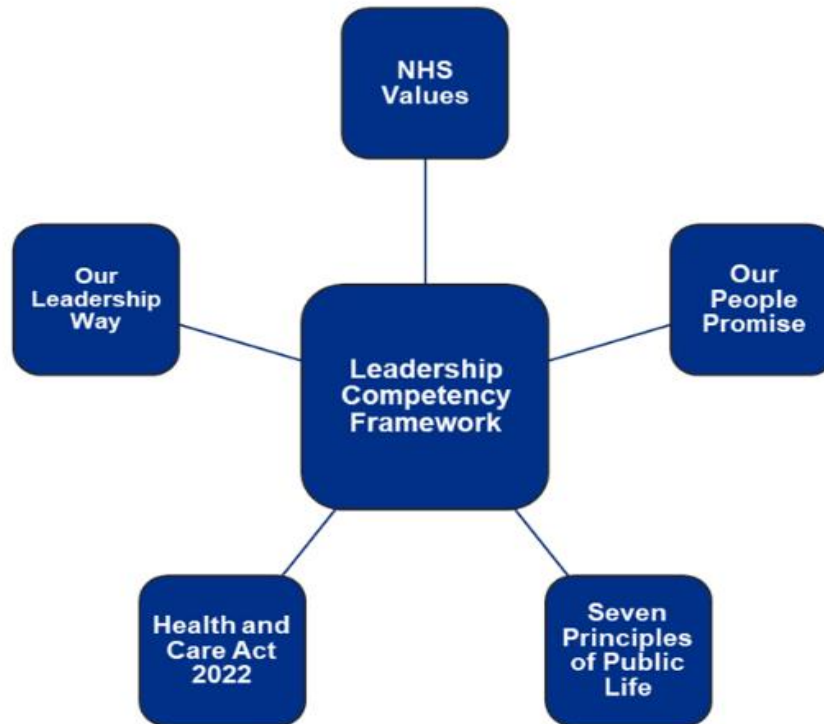 NHS
Values
Our
Leadership
Way
Our
People
Promise
Leadership
Competency
Framework
Health and
Care Act
2022
Seven
Principles
of Public
Life